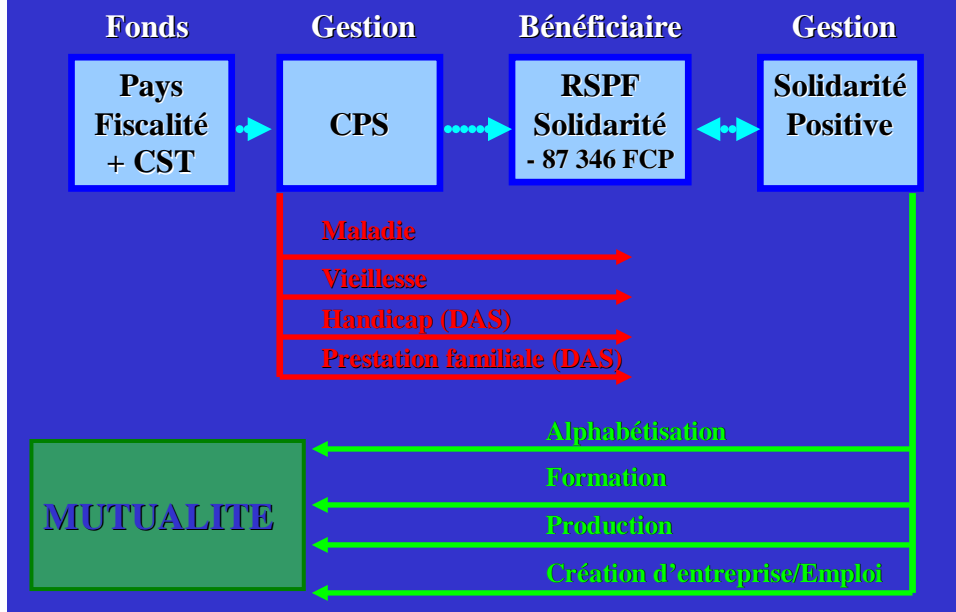 Fonds
Gestion
Bénéficiaire
Gestion
Pays
Fiscalité
+ CST
CPS
RSPF
Solidarité
- 87 346 FCP
Solidarité
Positive
Maladie
Vieillesse
Handicap (DAS)
Prestation familiale (DAS)
Alphabétisation
Formation
Production
Création d’entreprise/Emploi
MUTUALITE